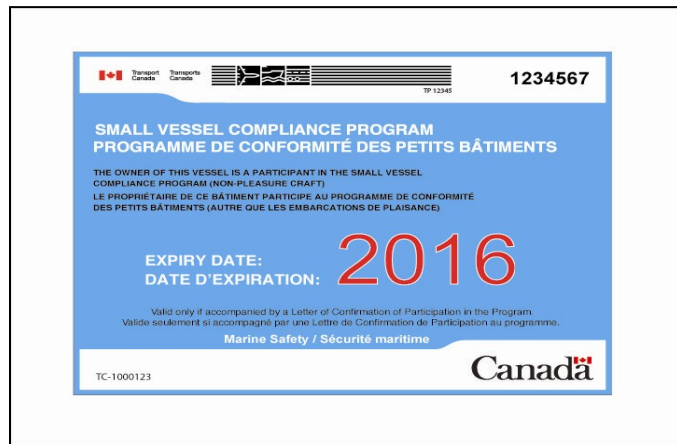 Transport Canada Transports Canada
TP 12345
1234567
SMALL VESSEL COMPLIANCE PROGRAM
PROGRAMME DE CONFORMITÉ DES PETITS BÂTIMENTS
THE OWNER OF THIS VESSEL IS A PARTICIPANT IN THE SMALL VESSEL
COMPLIANCE PROGRAM (NON-PLEASURE CRAFT)
LE PROPRIÉTAIRE DE CE BÂTIMENT PARTICIPE AU PROGRAMME DE CONFORMITÉ
DES PETITS BÂTIMENTS (AUTRE QUE LES EMBARCATIONS DE PLAISANCE)
EXPIRY DATE:
DATE D'EXPIRATION:
2016
Valid only if accompanied by a Letter of Confirmation of Participation in the Program.
Valide seulement si accompagné par une Lettre de Confirmation de Participation au programme.
Marine Safety / Sécurité maritime
TC-1000123
Canada